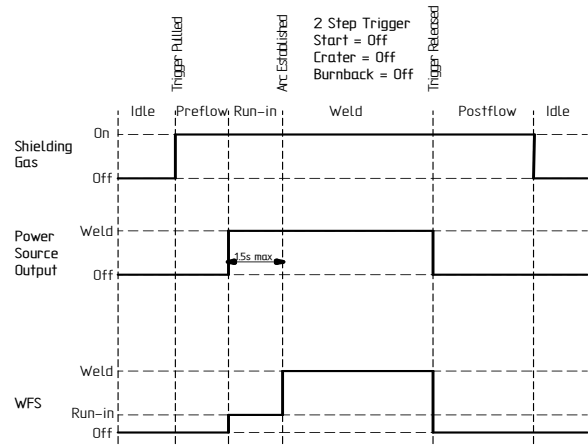 Trigger Pulled
Arc Established
2 Step Trigger
Start = Off
Crater = Off
Burnback = Off
Trigger Released
Idle Preflow Run-in Weld Postflow Idle
Shielding
Gas
On
Off
Power
Source
Output
Weld
1.5s max
Off
WFS
Weld
Run-in
Off